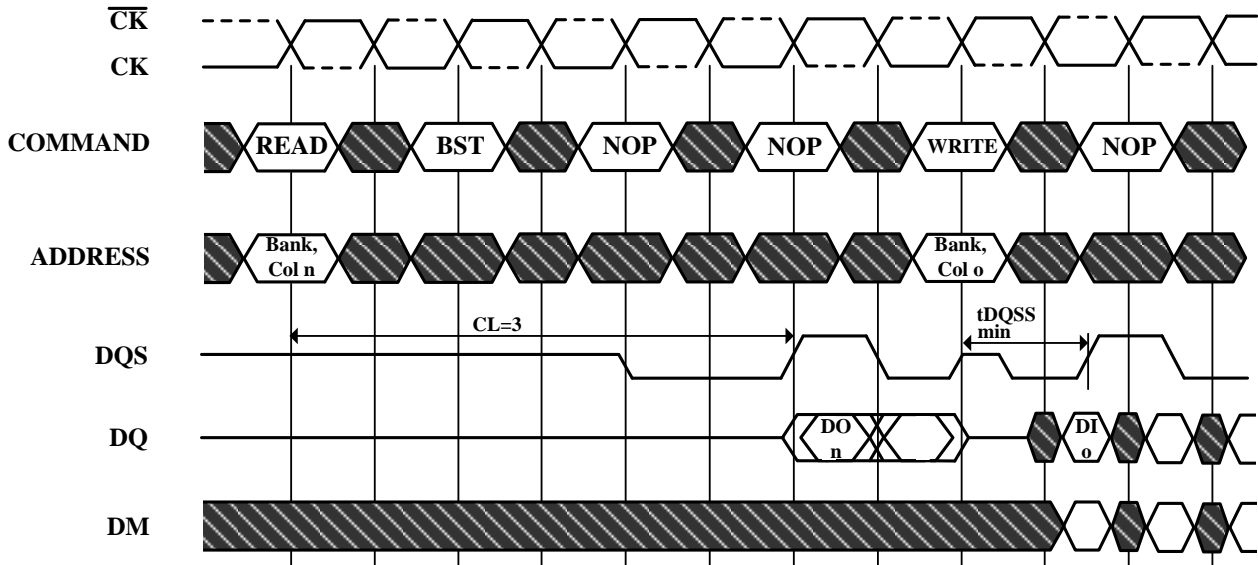 CK
CK
COMMAND
READ
BST
NOP
NOP
WRITE
NOP
ADDRESS
Bank,
Col n
Bank,
Col o
CL=3
tDQSS
min
DQS
DQ
DO
n
DI
o
DM